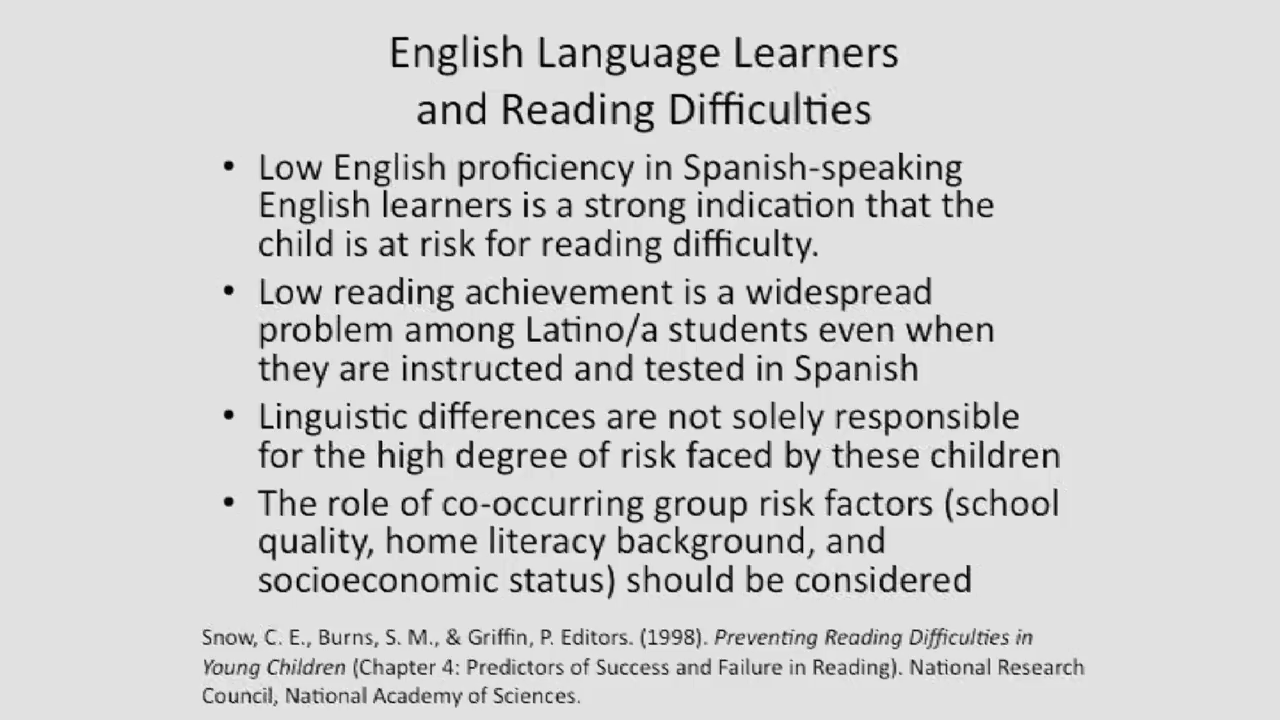 English Language Learners
and Reading Difficulties
• Low English proficiency in Spanish-speaking
English learners is a strong indication that the
child is at risk for reading difficulty.
• Low reading achievement is a widespread
problem among Latino/a students even when
they are instructed and tested in Spanish
• Linguistic differences are not solely responsible
for the high degree of risk faced by these children
• The role of co-occurring group risk factors (school
quality, home literacy background, and
socioeconomic status) should be considered
Snow, C. E., Burns, S. M., & Griffin, P. Editors. (1998). Preventing Reading Difficulties in
Young Children (Chapter 4: Predictors of Success and Failure in Reading). National Research
Council, National Academy of Sciences.